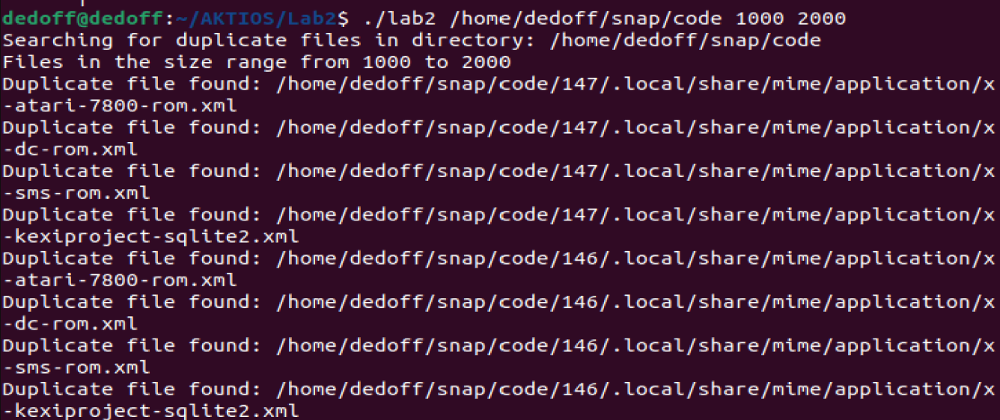 dedoff@dedoff:~/AKTIOS/Lab2$ ./lab2 /home/dedoff/snap/code 1000 2000
Searching for duplicate files in directory: /home/dedoff/snap/code
Files in the size range from 1000 to 2000
Duplicate file found: /home/dedoff/snap/code/147/.local/share/mime/application/x
-atari-7800-rom.xml
Duplicate file found: /home/dedoff/snap/code/147/.local/share/mime/application/x
-dc-rom.xml
Duplicate file found: /home/dedoff/snap/code/147/.local/share/mime/application/x
-sms-rom.xml
Duplicate file found: /home/dedoff/snap/code/147/.local/share/mime/application/x
-kexiproject-sqlite2.xml
Duplicate file found: /home/dedoff/snap/code/146/.local/share/mime/application/x
-atari-7800-rom.xml
Duplicate file found: /home/dedoff/snap/code/146/.local/share/mime/application/x
-dc-rom.xml
Duplicate file found: /home/dedoff/snap/code/146/.local/share/mime/application/x
-sms-rom.xml
Duplicate file found: /home/dedoff/snap/code/146/.local/share/mime/application/x
-kexiproject-sqlite2.xml